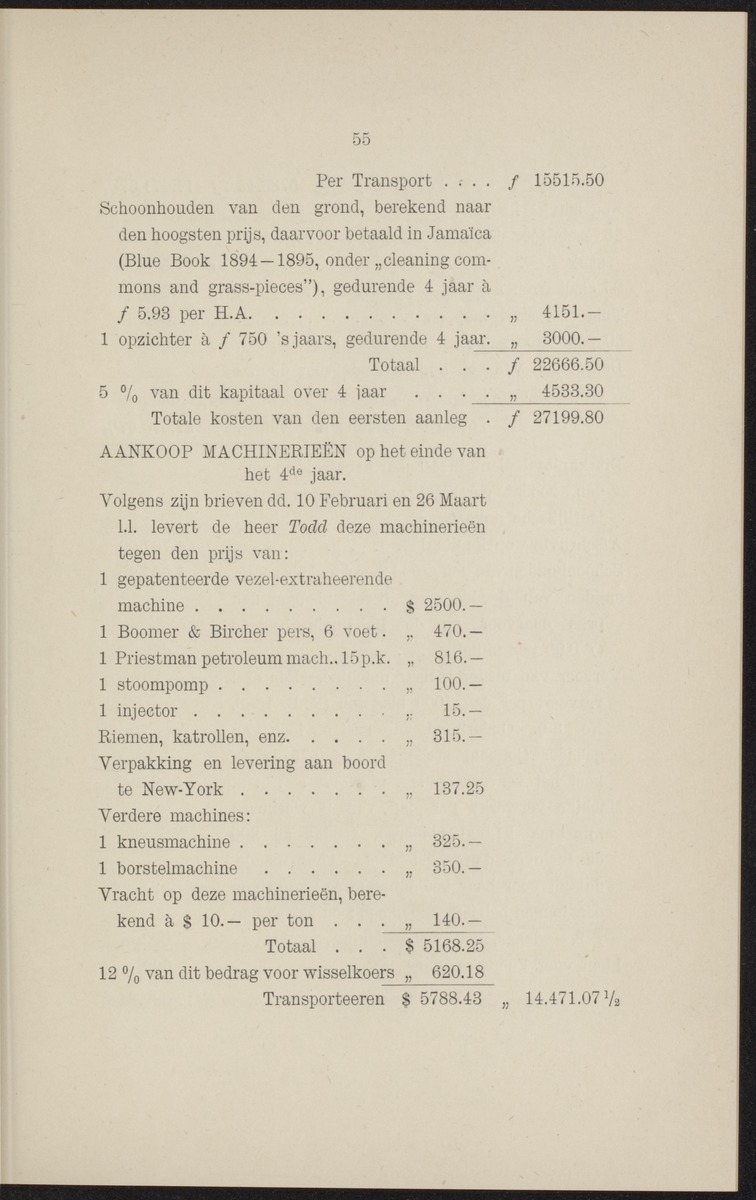 55
Per Transport . . . . f 15515.50
Schoonhouden van den grond, berekend naar
den hoogsten prijs, daarvoor betaald in Jamaïca
(Blue Book 1894—1895, onder „cleaning com-
mons and grass-pieces”), gedurende 4 jaar à
f 5.93 per H.A. . . . . . . . . . . „ 4151.—
1 opzichter à f 750 ’s jaars, gedurende 4 jaar. „ 3000.—
Totaal . . . f 22666.50
5 % van dit kapitaal over 4 jaar . . . . „ 4533.30
Totale kosten van den eersten aanleg . f 27199.80
AANKOOP MACHINERIEËN op het einde van
het 4de jaar.
Volgens zijn brieven dd. 10 Februari en 26 Maart
l.l. levert de heer Todd deze machinerieën
tegen den prijs van:
1 gepatenteerde vezel-extraheerende
machine . . . . . . . . . $ 2500.—
1 Boomer & Bircher pers, 6 voet. „ 470.—
1 Priestman petroleum mach.. 15 p.k. „ 816.—
1 stoompomp . . . . . . . . „ 100.—
1 injector . . . . . . . . . „ 15.—
Riemen, katrollen, enz. . . . . . „ 315.—
Verpakking en levering aan boord
te New-York . . . . . . . „ 137.25
Verdere machines:
1 kneusmachine . . . . . . . „ 325.—
1 borstelmachine . . . . . . „ 350.—
Vracht op deze machinerieën, bere-
kend à $ 10.— per ton . . . „ 140.—
Totaal . . . $ 5168.25
12 % van dit bedrag voor wisselkoers „ 620.18
Transporteeren $ 5788.43 „ 14.471.07 ½